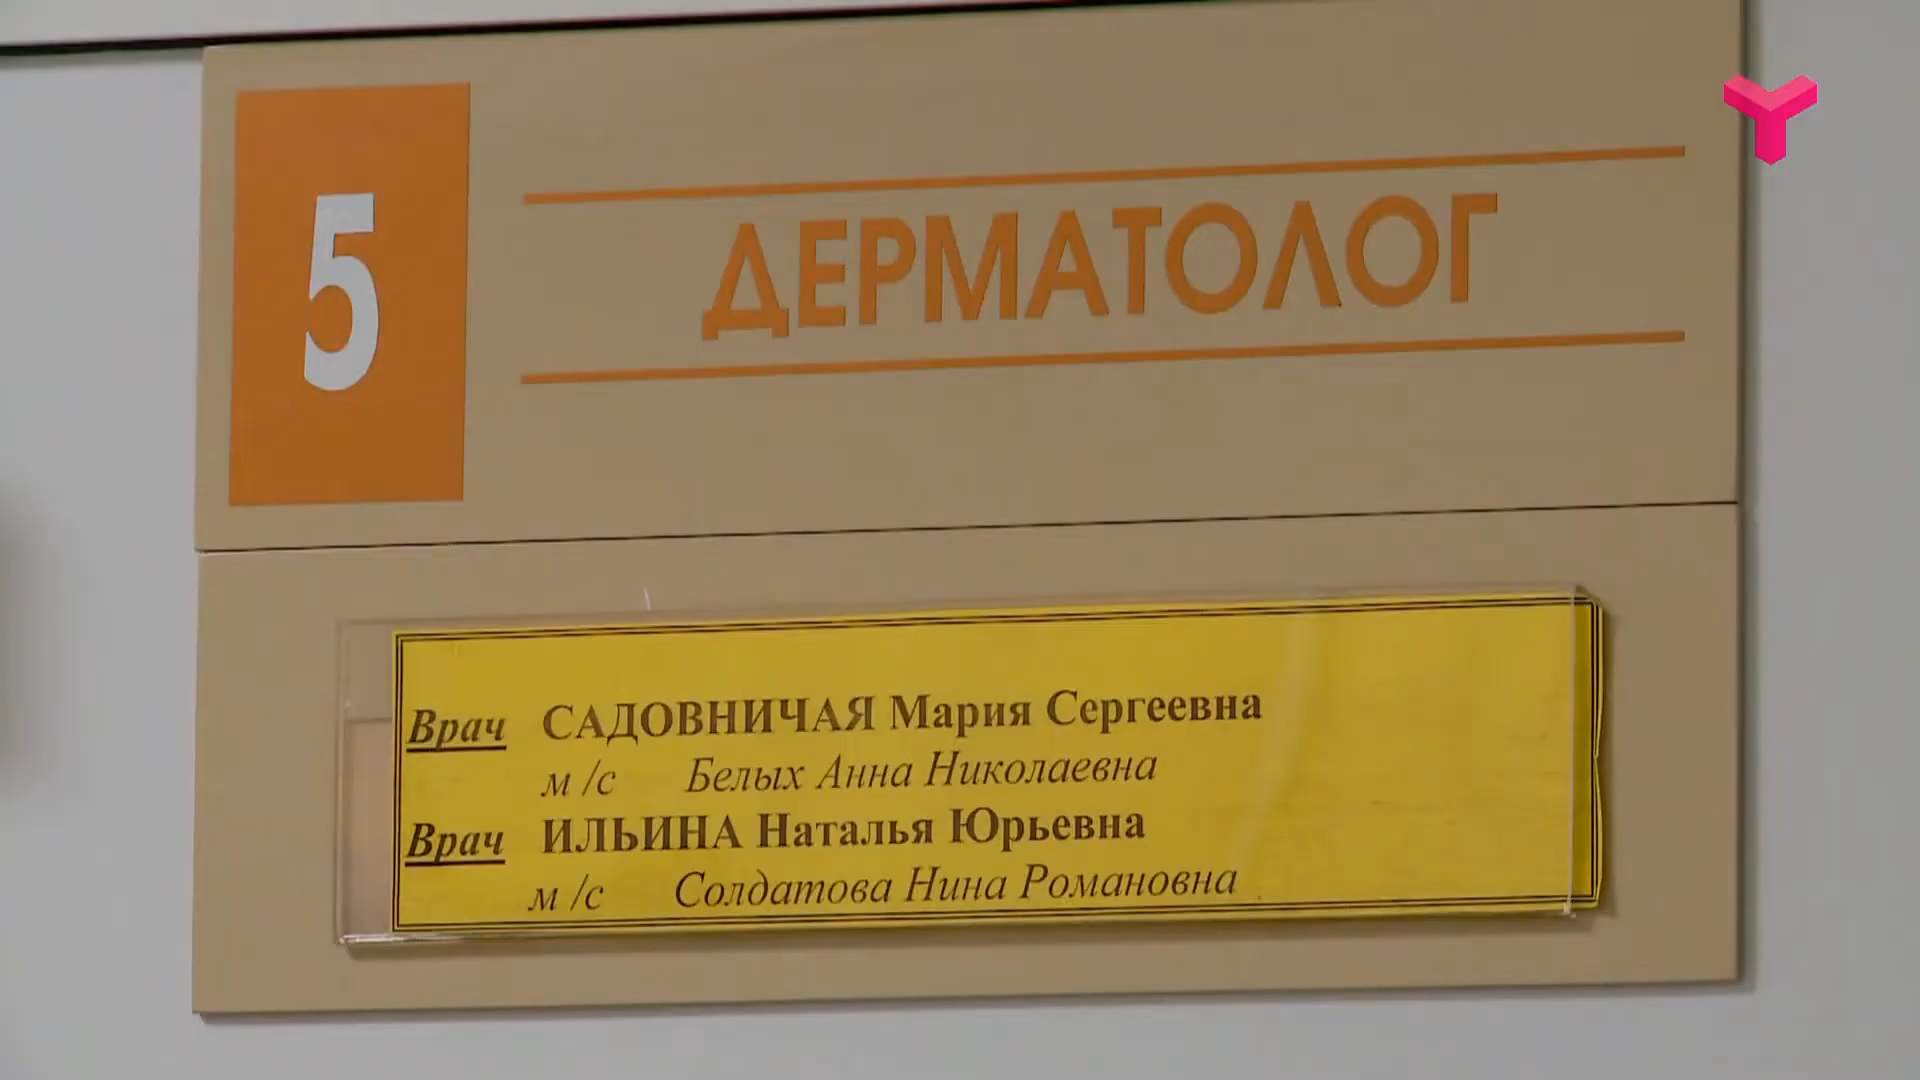 5
ДЕРМАТОЛОГ
Врач САДОВНИЧАЯ Мария Сергеевна
м /с Белых Анна Николаевна
Врач ИЛЬИНА Наталья Юрьевна
м /с Солдатова Нина Романовна